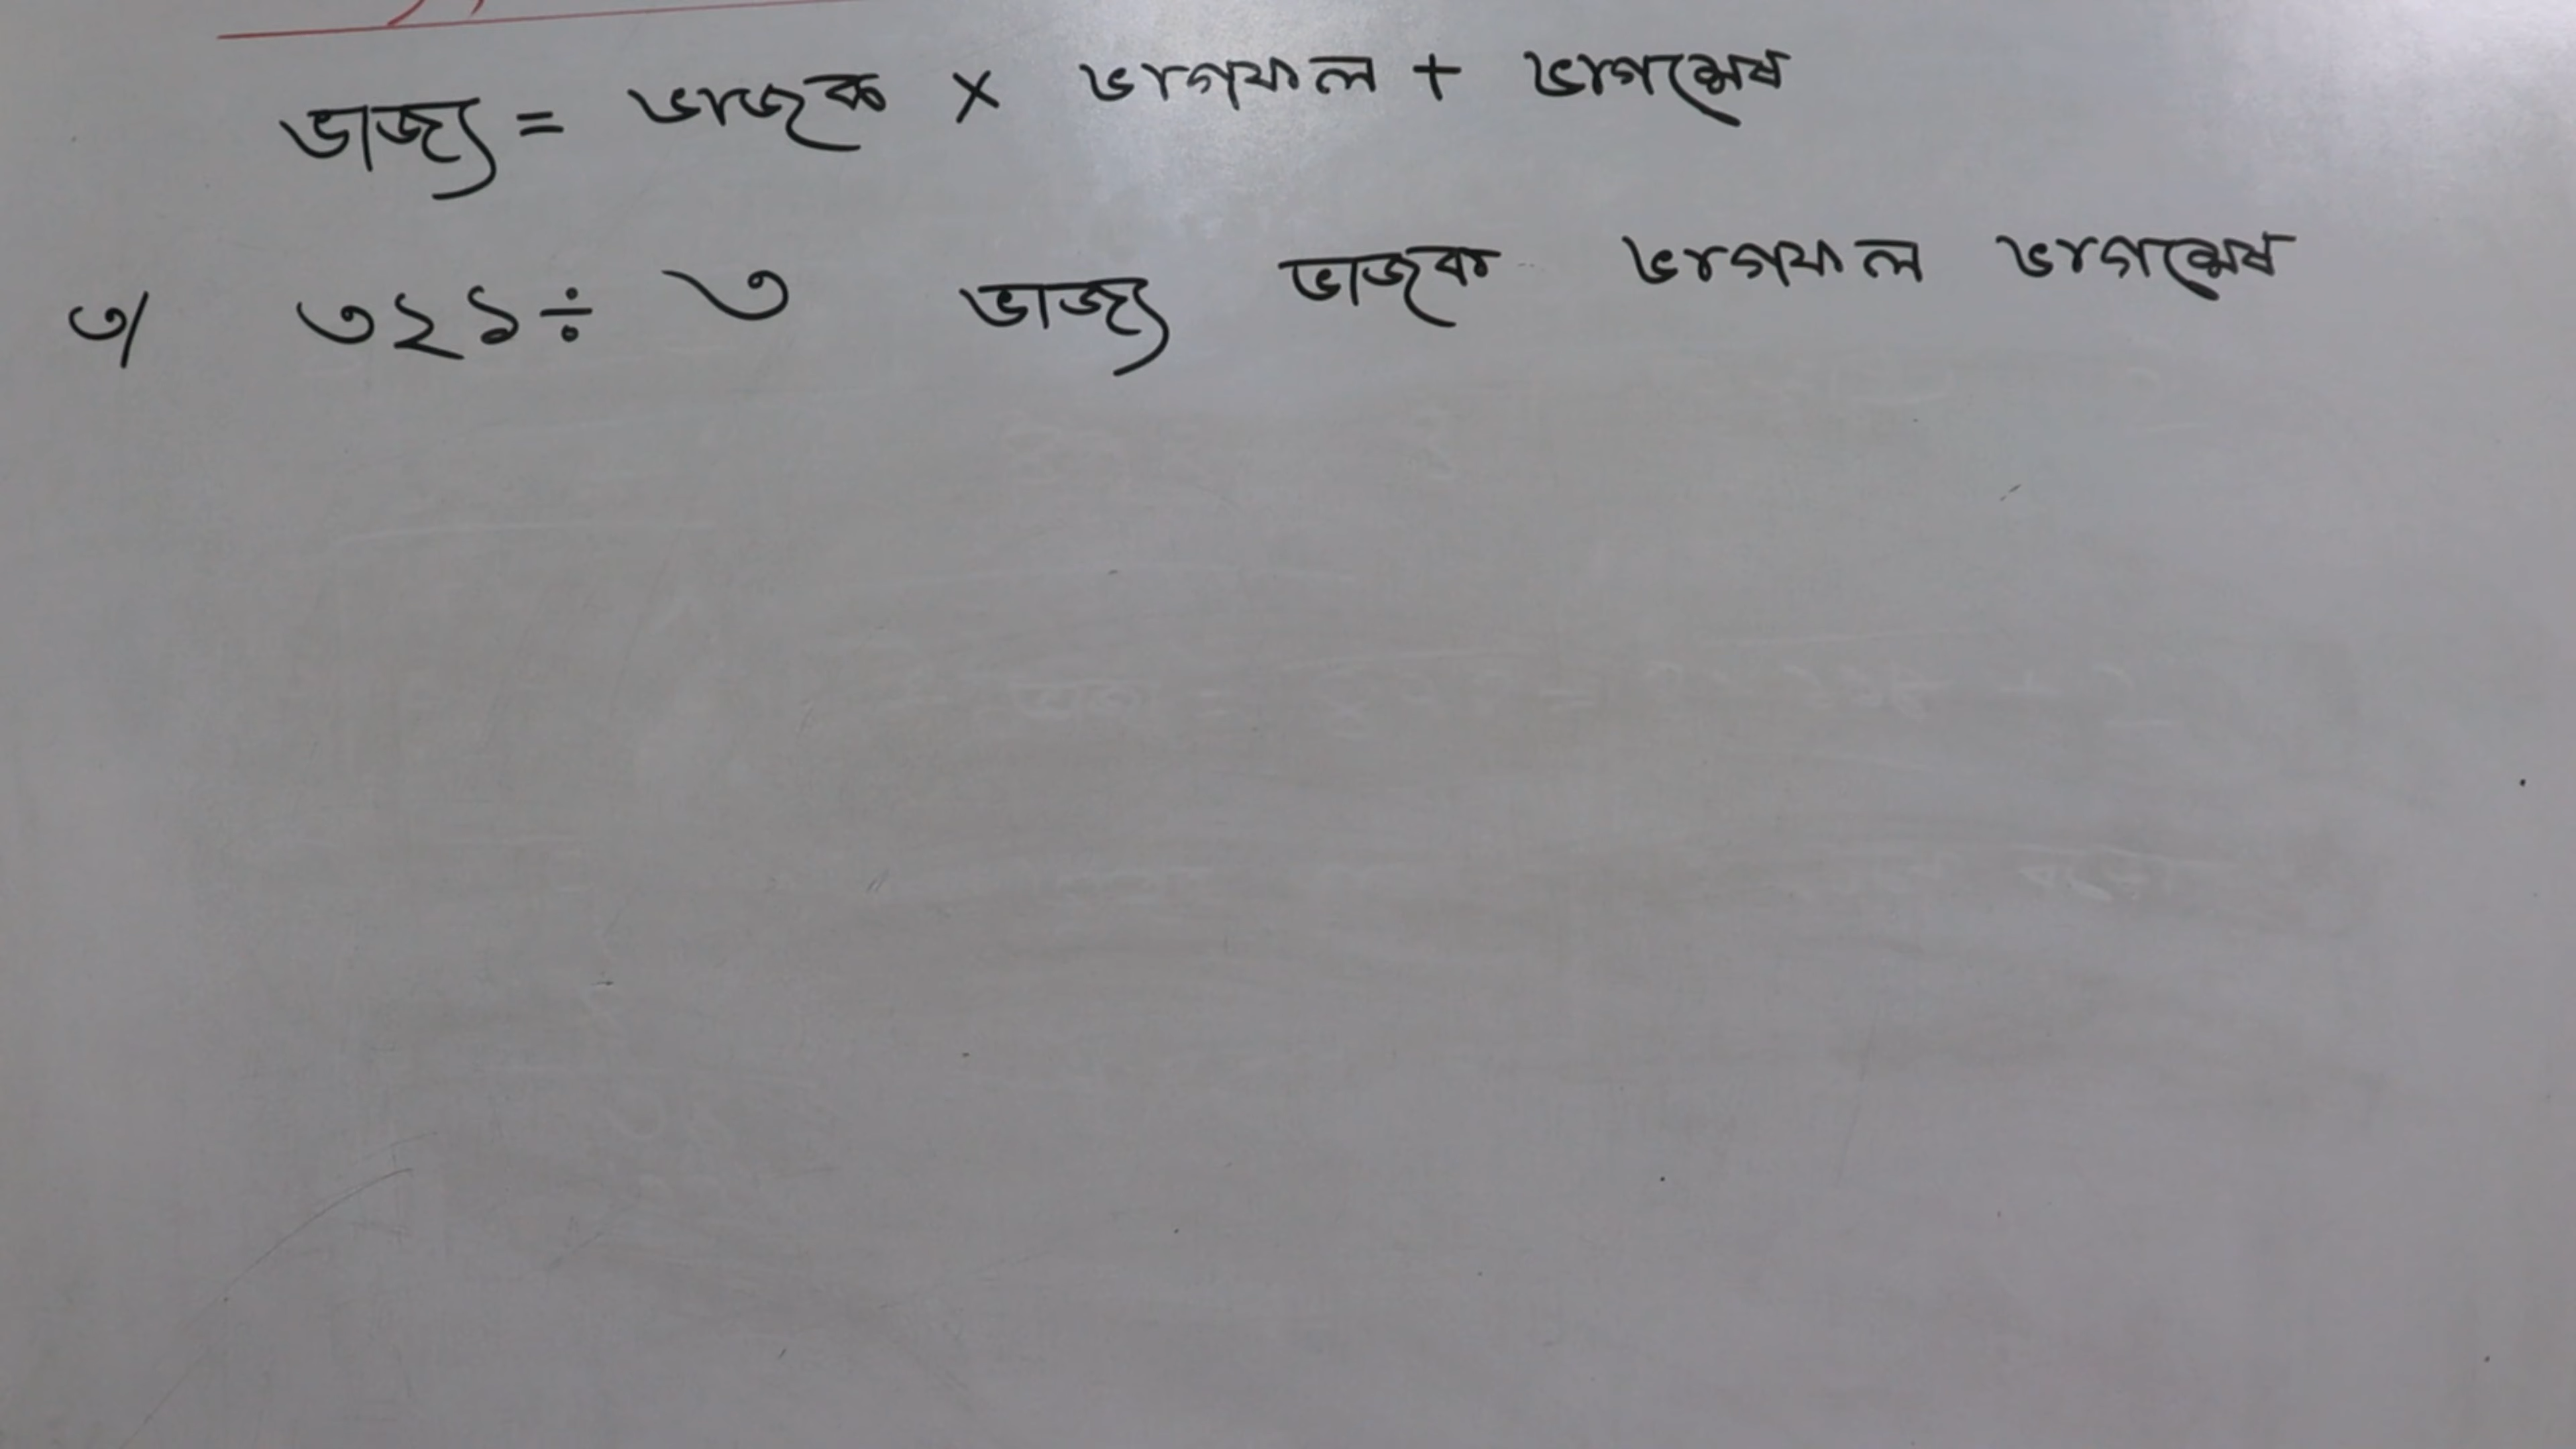 ভাজ্য = ভাজক × ভাগফল + ভাগশেষ
৩/ ৩২১ ÷ ৩ ভাজ্য ভাজক ভাগফল ভাগশেষ